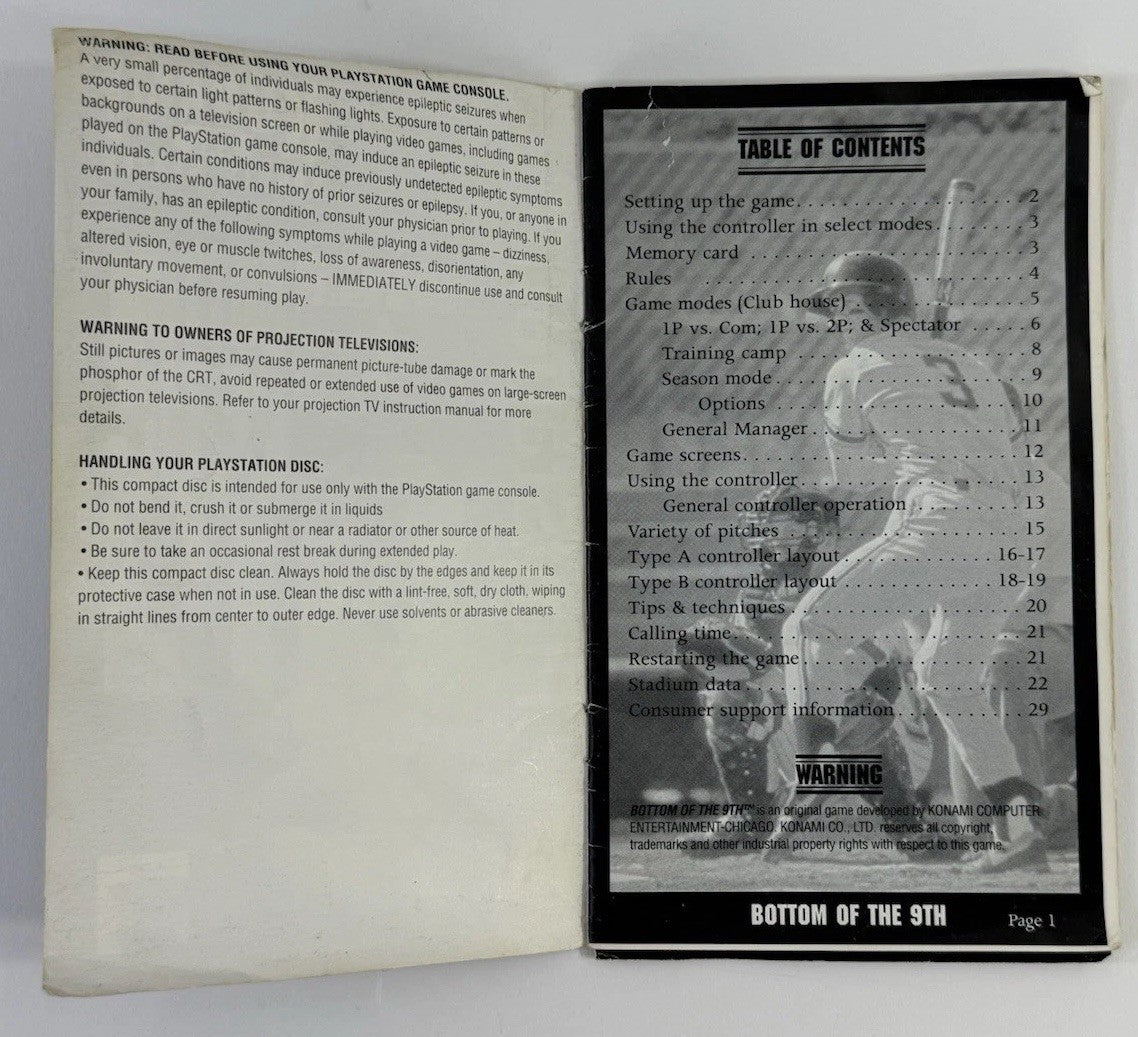 WARNING: READ BEFORE USING YOUR PLAYSTATION GAME CONSOLE.
A very small percentage of individuals may experience epileptic seizures when
exposed to certain light patterns or flashing lights. Exposure to certain patterns or
backgrounds on a television screen or while playing video games, including games
played on the PlayStation game console, may induce an epileptic seizure in these
individuals. Certain conditions may induce previously undetected epileptic symptoms
even in persons who have no history of prior seizures or epilepsy. If you, or anyone in
your family, has an epileptic condition, consult your physician prior to playing. If you
experience any of the following symptoms while playing a video game – dizziness,
altered vision, eye or muscle twitches, loss of awareness, disorientation, any
involuntary movement, or convulsions – IMMEDIATELY discontinue use and consult
your physician before resuming play.
WARNING TO OWNERS OF PROJECTION TELEVISIONS:
Still pictures or images may cause permanent picture-tube damage or mark the
phosphor of the CRT, avoid repeated or extended use of video games on large-screen
projection televisions. Refer to your projection TV instruction manual for more
details.
HANDLING YOUR PLAYSTATION DISC:
• This compact disc is intended for use only with the PlayStation game console.
• Do not bend it, crush it or submerge it in liquids
• Do not leave it in direct sunlight or near a radiator or other source of heat.
• Be sure to take an occasional rest break during extended play.
• Keep this compact disc clean. Always hold the disc by the edges and keep it in its
protective case when not in use. Clean the disc with a lint-free, soft, dry cloth, wiping
in straight lines from center to outer edge. Never use solvents or abrasive cleaners.
TABLE OF CONTENTS
Setting up the game. . . . . . . . . . . . . . . . . . . . 2
Using the controller in select modes. . . . . . . . 3
Memory card . . . . . . . . . . . . . . . . . . . . . . . . 3
Rules . . . . . . . . . . . . . . . . . . . . . . . . . . . . 4
Game modes (Club house) . . . . . . . . . . . . . . . 5
1P vs. Com; 1P vs. 2P; & Spectator . . . . . 6
Training camp . . . . . . . . . . . . . . . . . . . . 8
Season mode. . . . . . . . . . . . . . . . . . . . . . 9
Options . . . . . . . . . . . . . . . . . . . . . 10
General Manager. . . . . . . . . . . . . . . . . . 11
Game screens. . . . . . . . . . . . . . . . . . . . . . . . 12
Using the controller. . . . . . . . . . . . . . . . . . . 13
General controller operation . . . . . . . . . 13
Variety of pitches . . . . . . . . . . . . . . . . . . . . 15
Type A controller layout. . . . . . . . . . . . . 16-17
Type B controller layout . . . . . . . . . . . . 18-19
Tips & techniques. . . . . . . . . . . . . . . . . . . . 20
Calling time. . . . . . . . . . . . . . . . . . . . . . . . 21
Restarting the game. . . . . . . . . . . . . . . . . . . 21
Stadium data. . . . . . . . . . . . . . . . . . . . . . . . 22
Consumer support information. . . . . . . . . . . 29
WARNING
BOTTOM OF THE 9TH™ is an original game developed by KONAMI COMPUTER
ENTERTAINMENT-CHICAGO. KONAMI CO., LTD. reserves all copyright,
trademarks and other industrial property rights with respect to this game.
BOTTOM OF THE 9TH Page 1